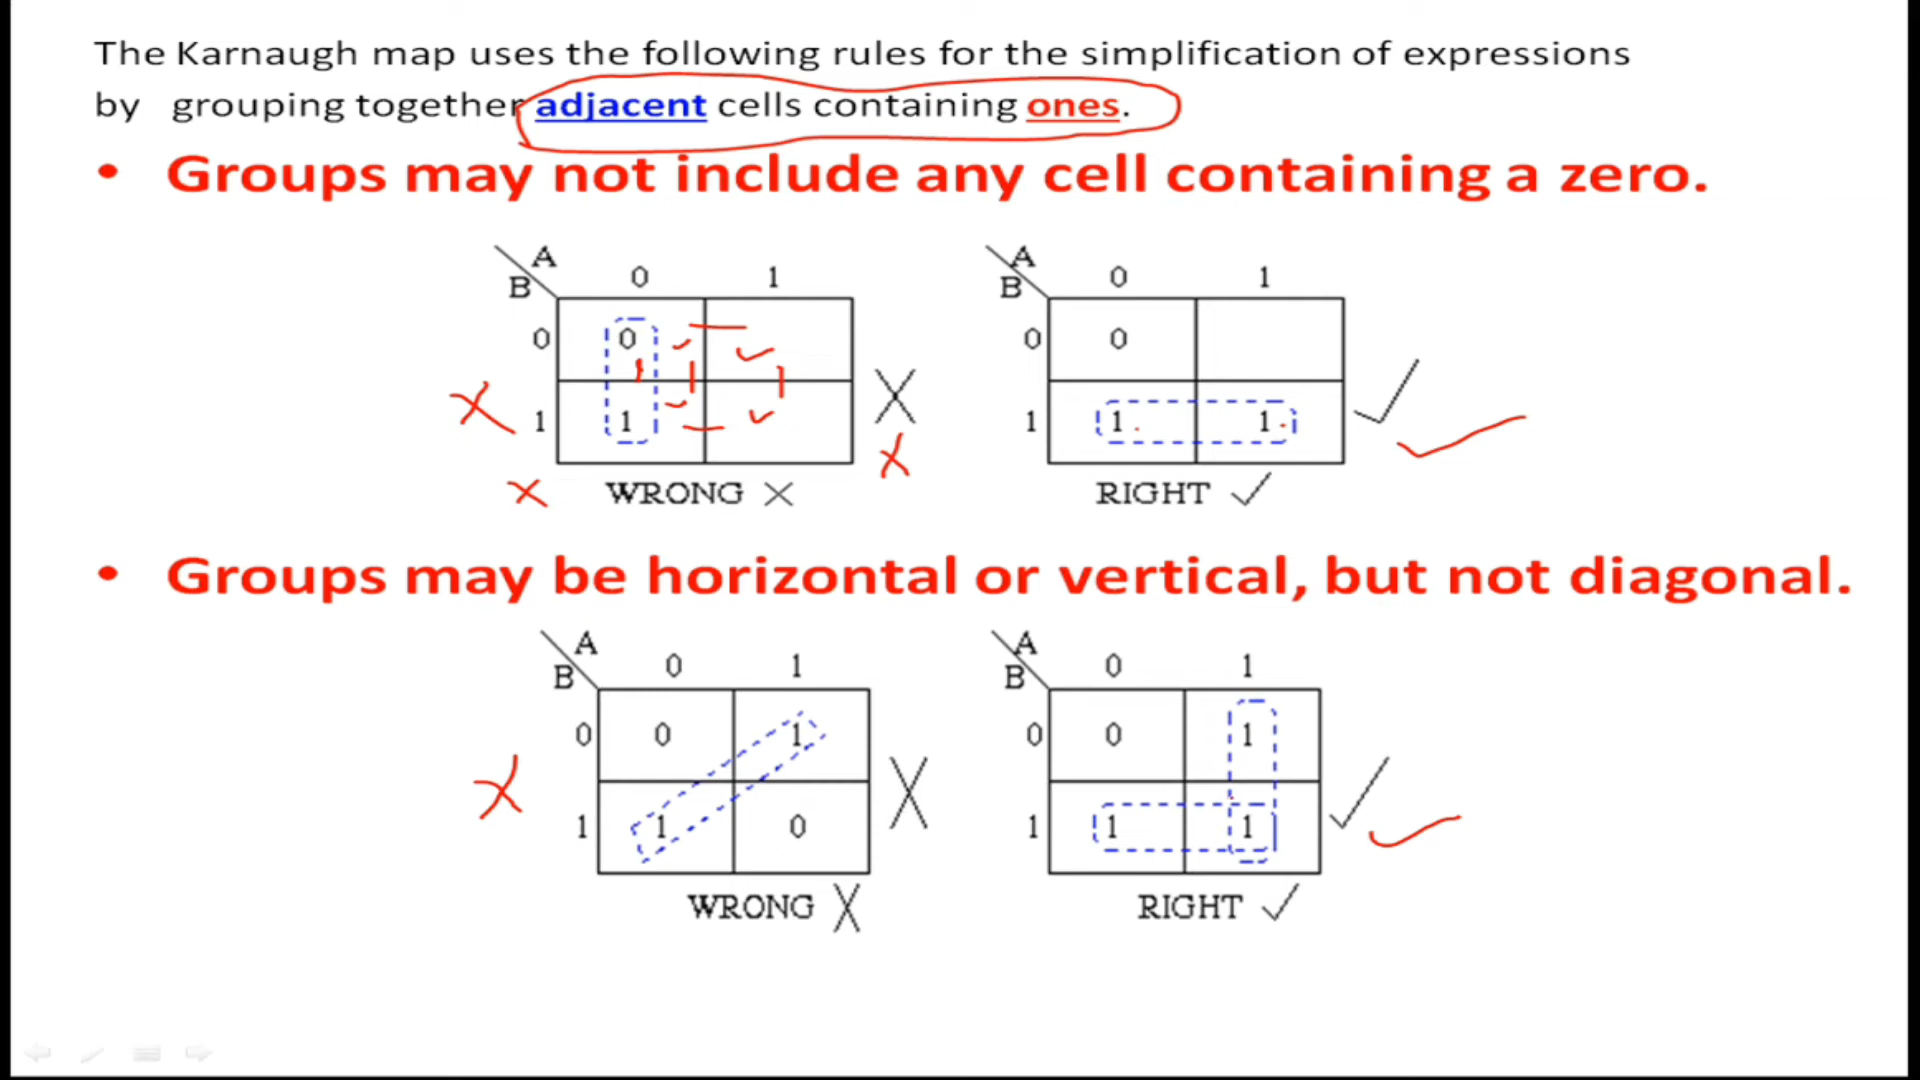 The Karnaugh map uses the following rules for the simplification of expressions
by grouping together adjacent cells containing ones.
• Groups may not include any cell containing a zero.
A
B
0 1
0 0
1 1
WRONG
A
B
0 1
0 0
1 1 1
RIGHT
• Groups may be horizontal or vertical, but not diagonal.
A
B
0 1
0 0 1
1 1 0
WRONG
A
B
0 1
0 0 1
1 1 1
RIGHT